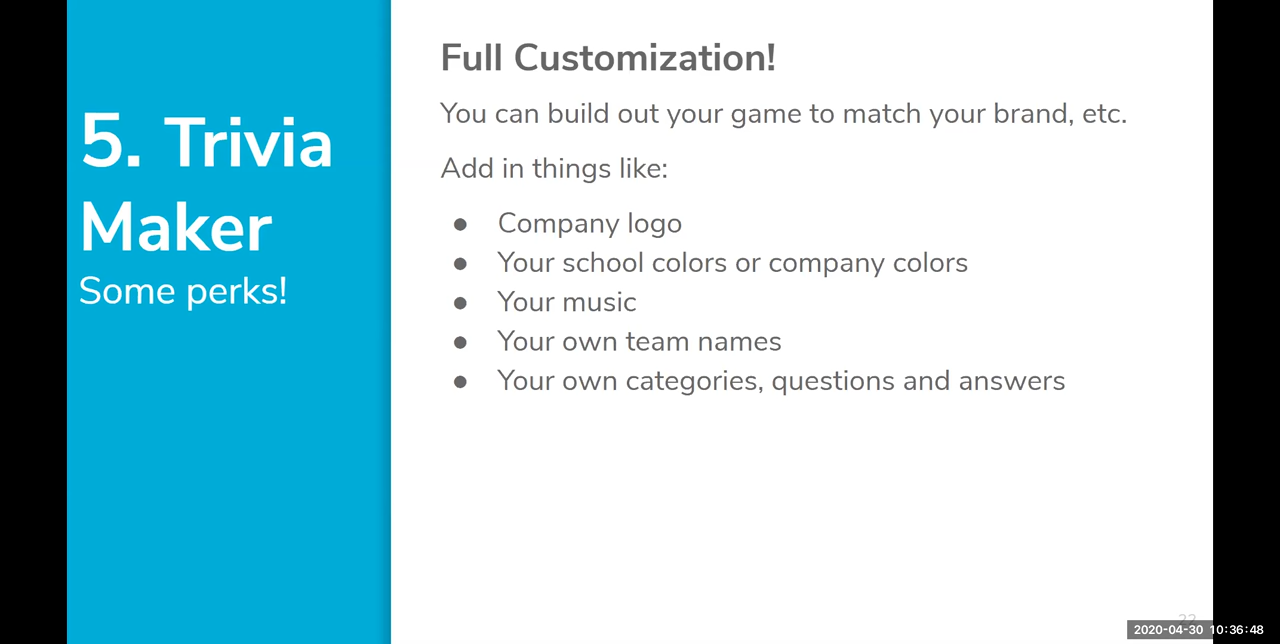 5. Trivia
Maker
Some perks!
Full Customization!
You can build out your game to match your brand, etc.
Add in things like:
● Company logo
● Your school colors or company colors
● Your music
● Your own team names
● Your own categories, questions and answers
2020-04-30 10:36:48